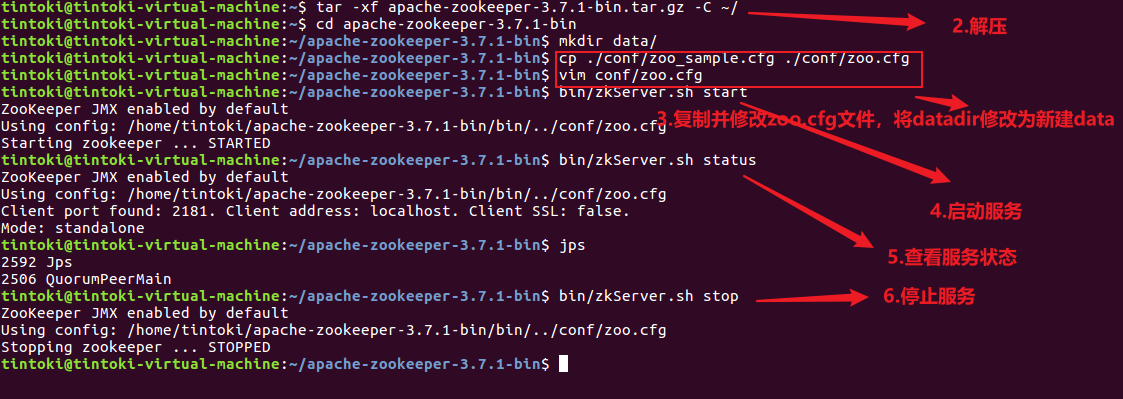 tintoki@tintoki-virtual-machine:~$ tar -xf apache-zookeeper-3.7.1-bin.tar.gz -C ~/
2.解压
tintoki@tintoki-virtual-machine:~$ cd apache-zookeeper-3.7.1-bin
tintoki@tintoki-virtual-machine:~/apache-zookeeper-3.7.1-bin$ mkdir data/
tintoki@tintoki-virtual-machine:~/apache-zookeeper-3.7.1-bin$ cp ./conf/zoo_sample.cfg ./conf/zoo.cfg
tintoki@tintoki-virtual-machine:~/apache-zookeeper-3.7.1-bin$ vim conf/zoo.cfg
tintoki@tintoki-virtual-machine:~/apache-zookeeper-3.7.1-bin$ bin/zkServer.sh start
ZooKeeper JMX enabled by default
3.复制并修改zoo.cfg文件，将datadir修改为新建data
Using config: /home/tintoki/apache-zookeeper-3.7.1-bin/bin/../conf/zoo.cfg
Starting zookeeper ... STARTED
tintoki@tintoki-virtual-machine:~/apache-zookeeper-3.7.1-bin$ bin/zkServer.sh status
ZooKeeper JMX enabled by default
Using config: /home/tintoki/apache-zookeeper-3.7.1-bin/bin/../conf/zoo.cfg
Client port found: 2181. Client address: localhost. Client SSL: false.
4.启动服务
Mode: standalone
tintoki@tintoki-virtual-machine:~/apache-zookeeper-3.7.1-bin$ jps
5.查看服务状态
2592 Jps
2506 QuorumPeerMain
tintoki@tintoki-virtual-machine:~/apache-zookeeper-3.7.1-bin$ bin/zkServer.sh stop
6.停止服务
ZooKeeper JMX enabled by default
Using config: /home/tintoki/apache-zookeeper-3.7.1-bin/bin/../conf/zoo.cfg
Stopping zookeeper ... STOPPED
tintoki@tintoki-virtual-machine:~/apache-zookeeper-3.7.1-bin$